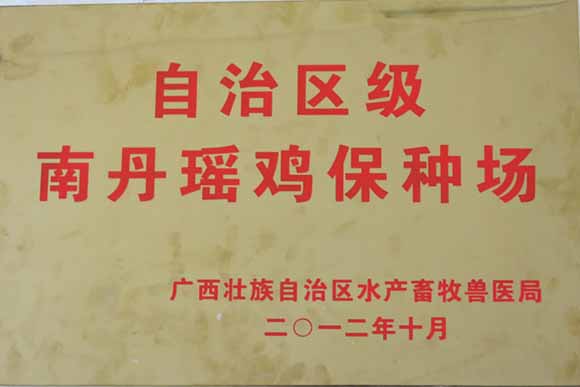 自治区级
南丹瑶鸡保种场
广西壮族自治区水产畜牧兽医局
二〇一二年十月